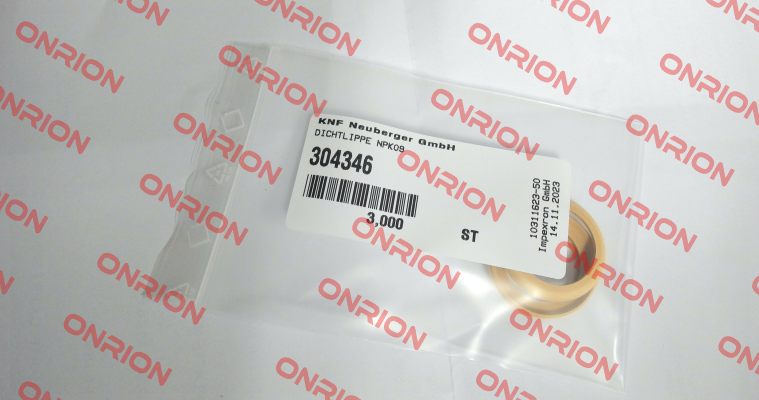 KNF Neuberger GmbH
DICHTLIPPE NPK09
304346
3,000
ST
10311623-50
Impexron GmbH
14.11.2023
ONRION